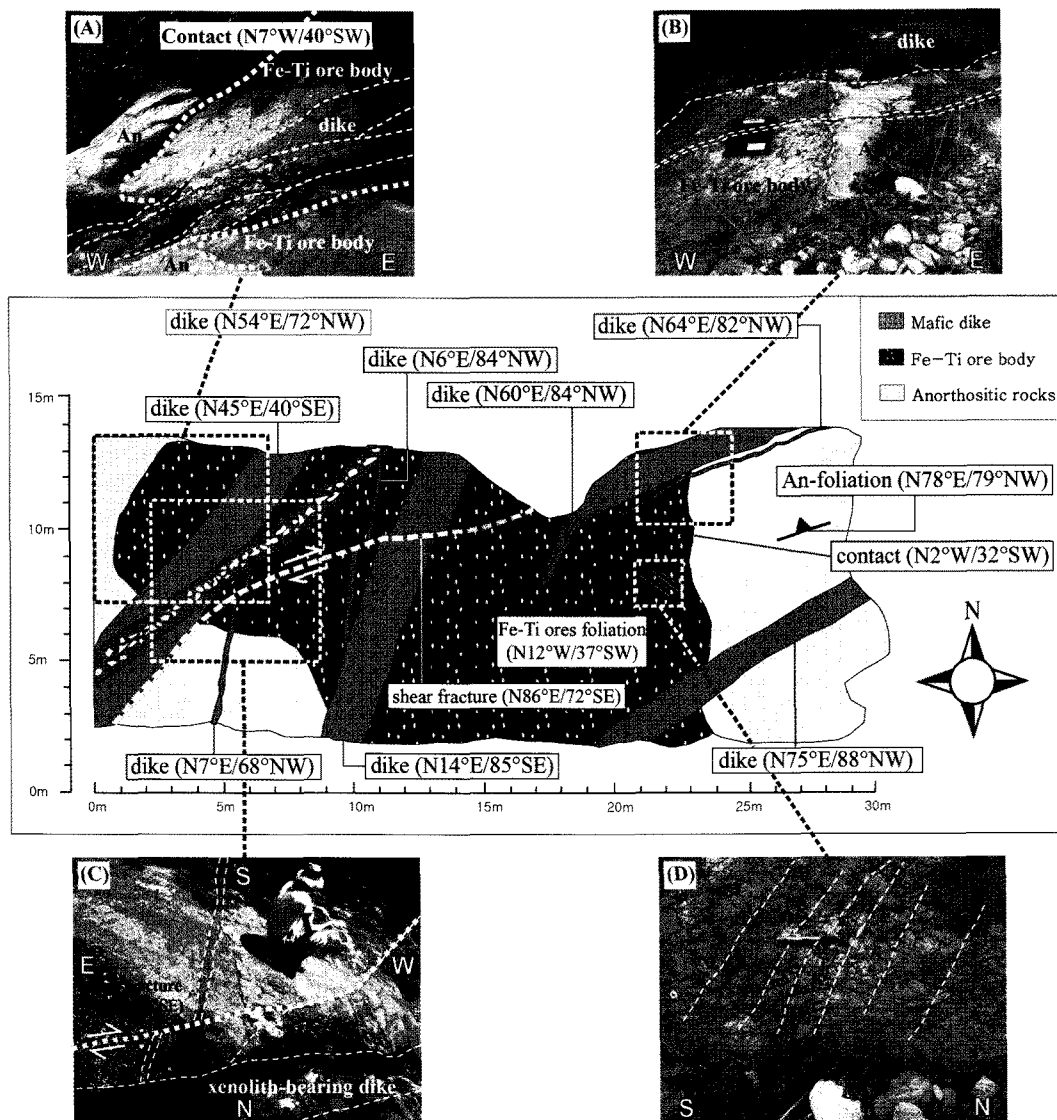 (A)
Contact (N7°W/40°SW)
Fe-Ti ore body
dike
An
Fe-Ti ore body
An
W
E
(B)
dike
Fe-Ti ore body
W
E
dike (N54°E/72°NW)
dike (N64°E/82°NW)
Mafic dike
Fe-Ti ore body
Anorthositic rocks
dike (N6°E/84°NW)
dike (N60°E/84°NW)
dike (N45°E/40°SE)
15m
An-foliation (N78°E/79°NW)
10m
contact (N2°W/32°SW)
N
Fe-Ti ores foliation
(N12°W/37°SW)
5m
shear fracture (N86°E/72°SE)
dike (N7°E/68°NW)
dike (N14°E/85°SE)
dike (N75°E/88°NW)
0m
0m
5m
10m
15m
20m
25m
30m
(C)
S
E
W
xenolith-bearing dike
N
(D)
S
N